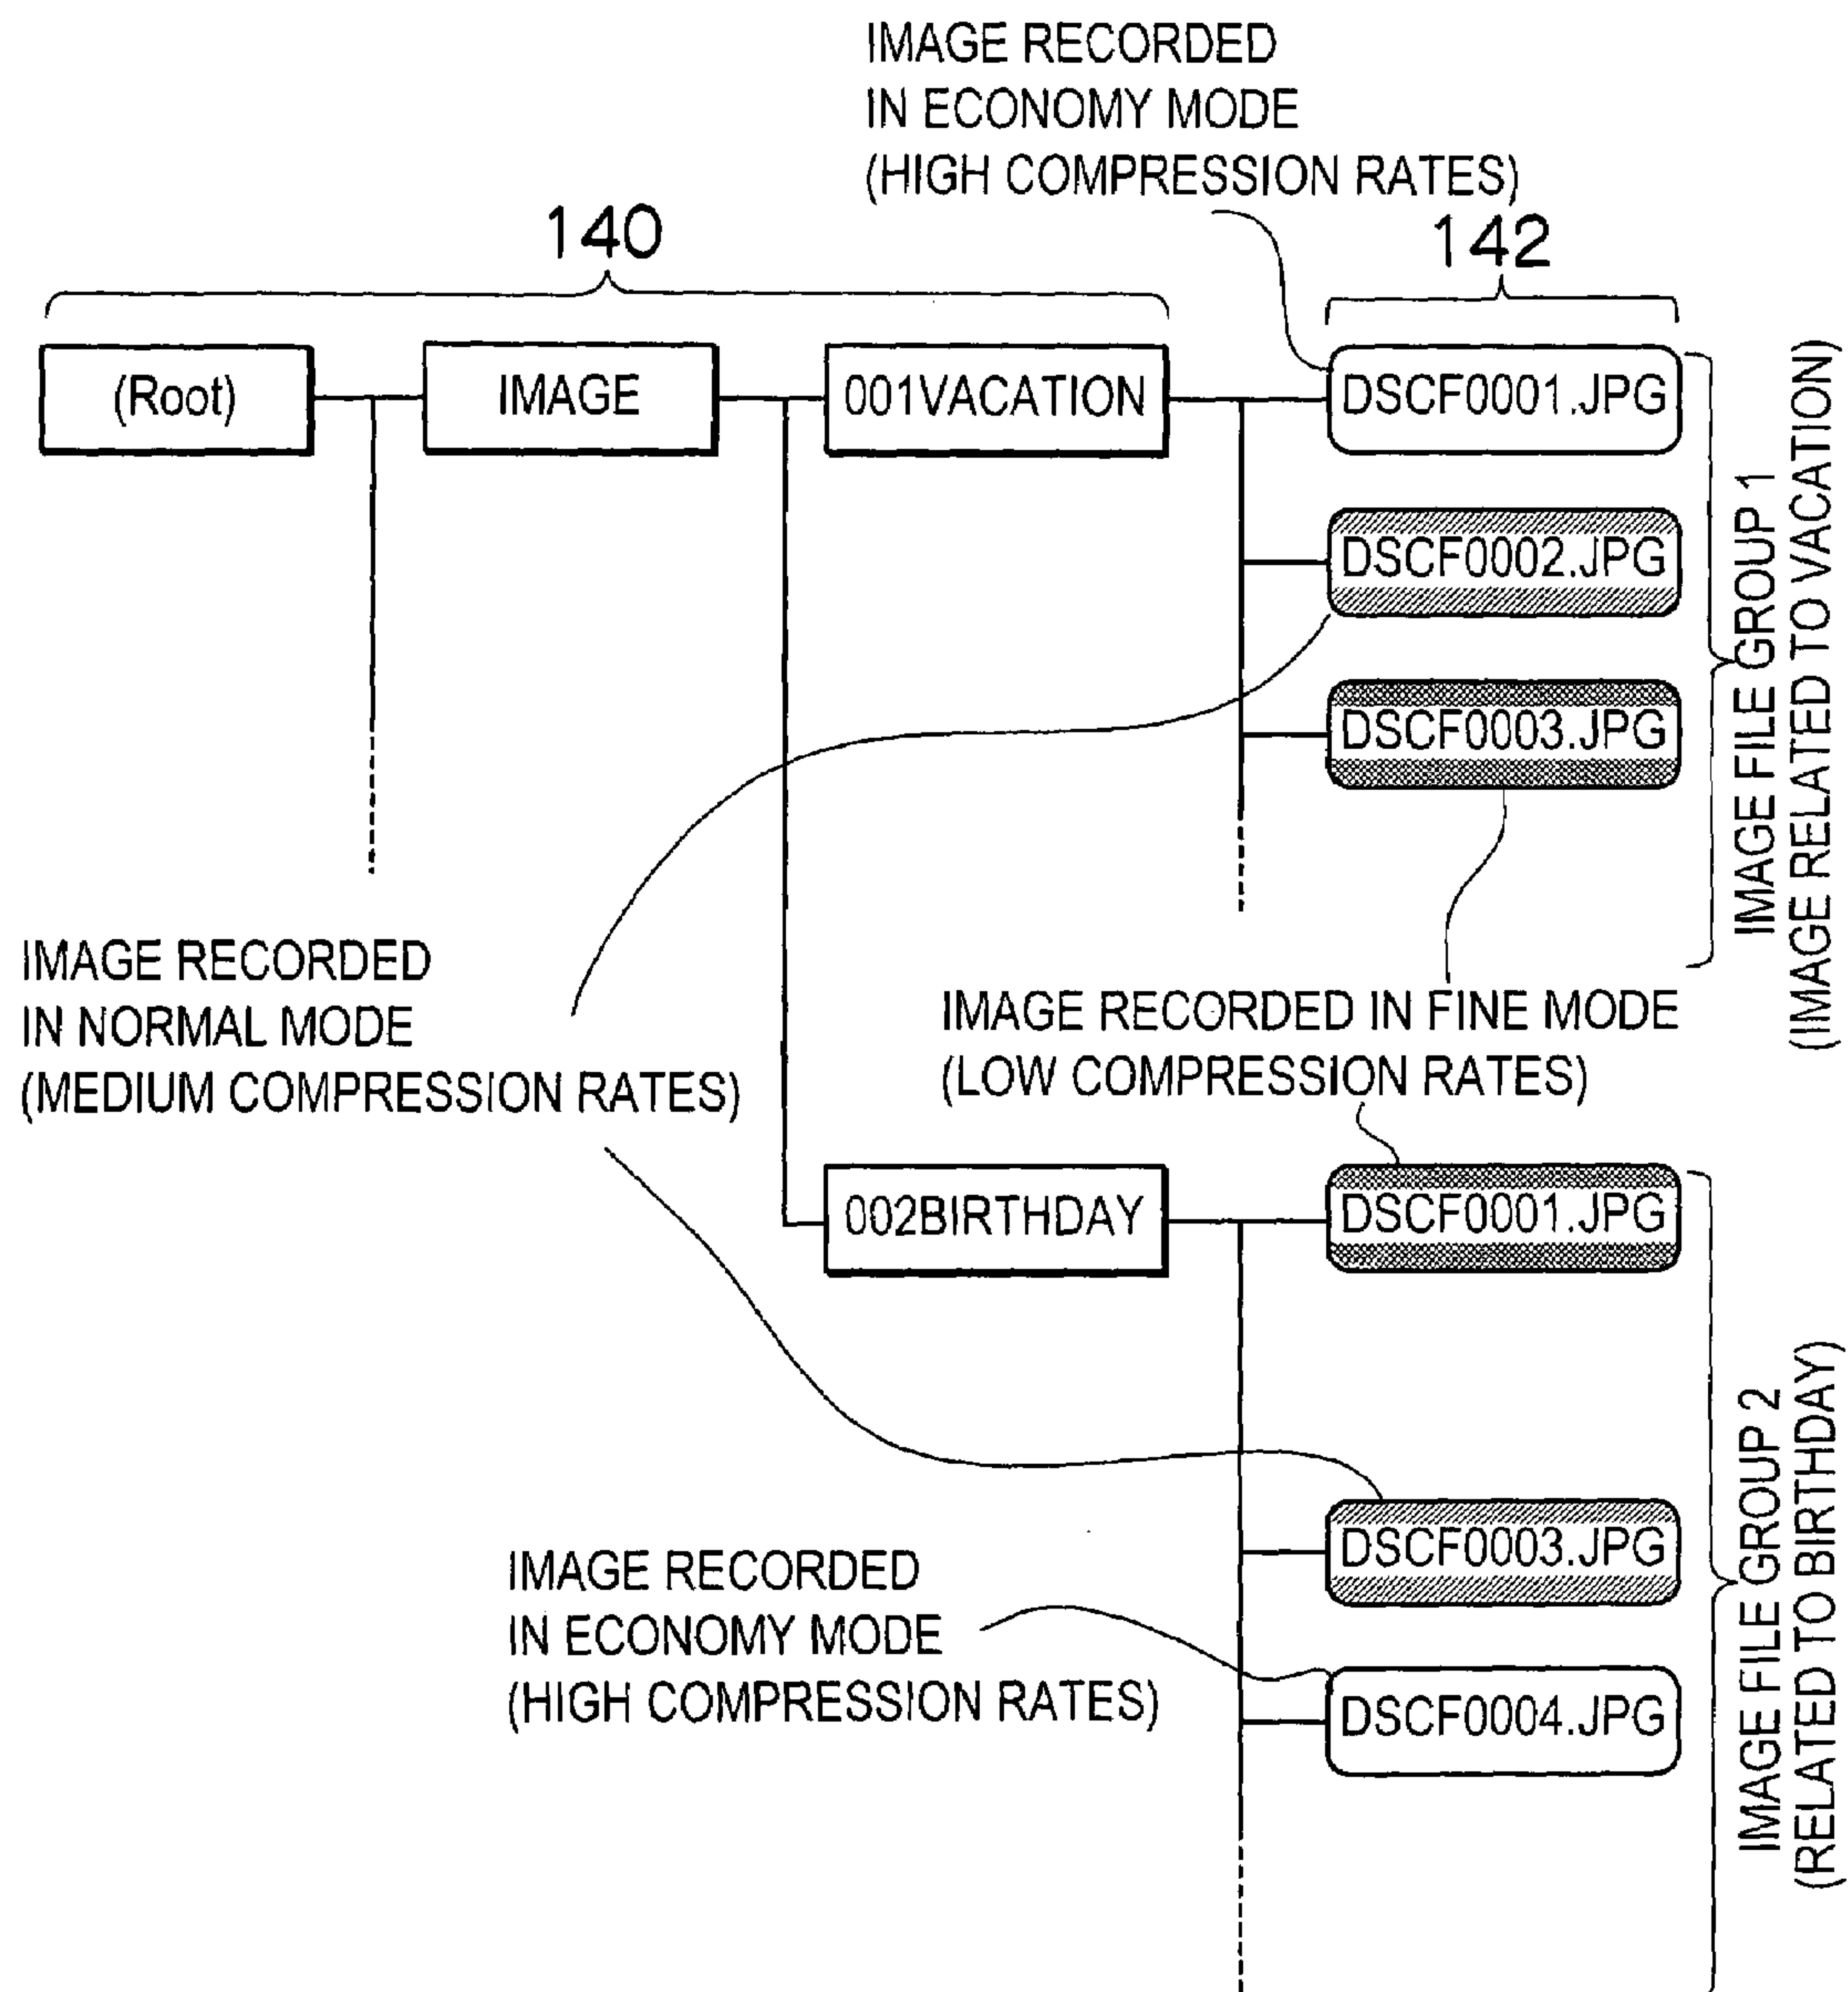 IMAGE RECORDED
IN ECONOMY MODE
(HIGH COMPRESSION RATES)
140
142
(Root)
IMAGE
001VACATION
DSCF0001.JPG
DSCF0002.JPG
DSCF0003.JPG
IMAGE FILE GROUP 1
(IMAGE RELATED TO VACATION)
IMAGE RECORDED
IN NORMAL MODE
(MEDIUM COMPRESSION RATES)
IMAGE RECORDED IN FINE MODE
(LOW COMPRESSION RATES)
002BIRTHDAY
DSCF0001.JPG
DSCF0003.JPG
DSCF0004.JPG
IMAGE RECORDED
IN ECONOMY MODE
(HIGH COMPRESSION RATES)
IMAGE FILE GROUP 2
(RELATED TO BIRTHDAY)